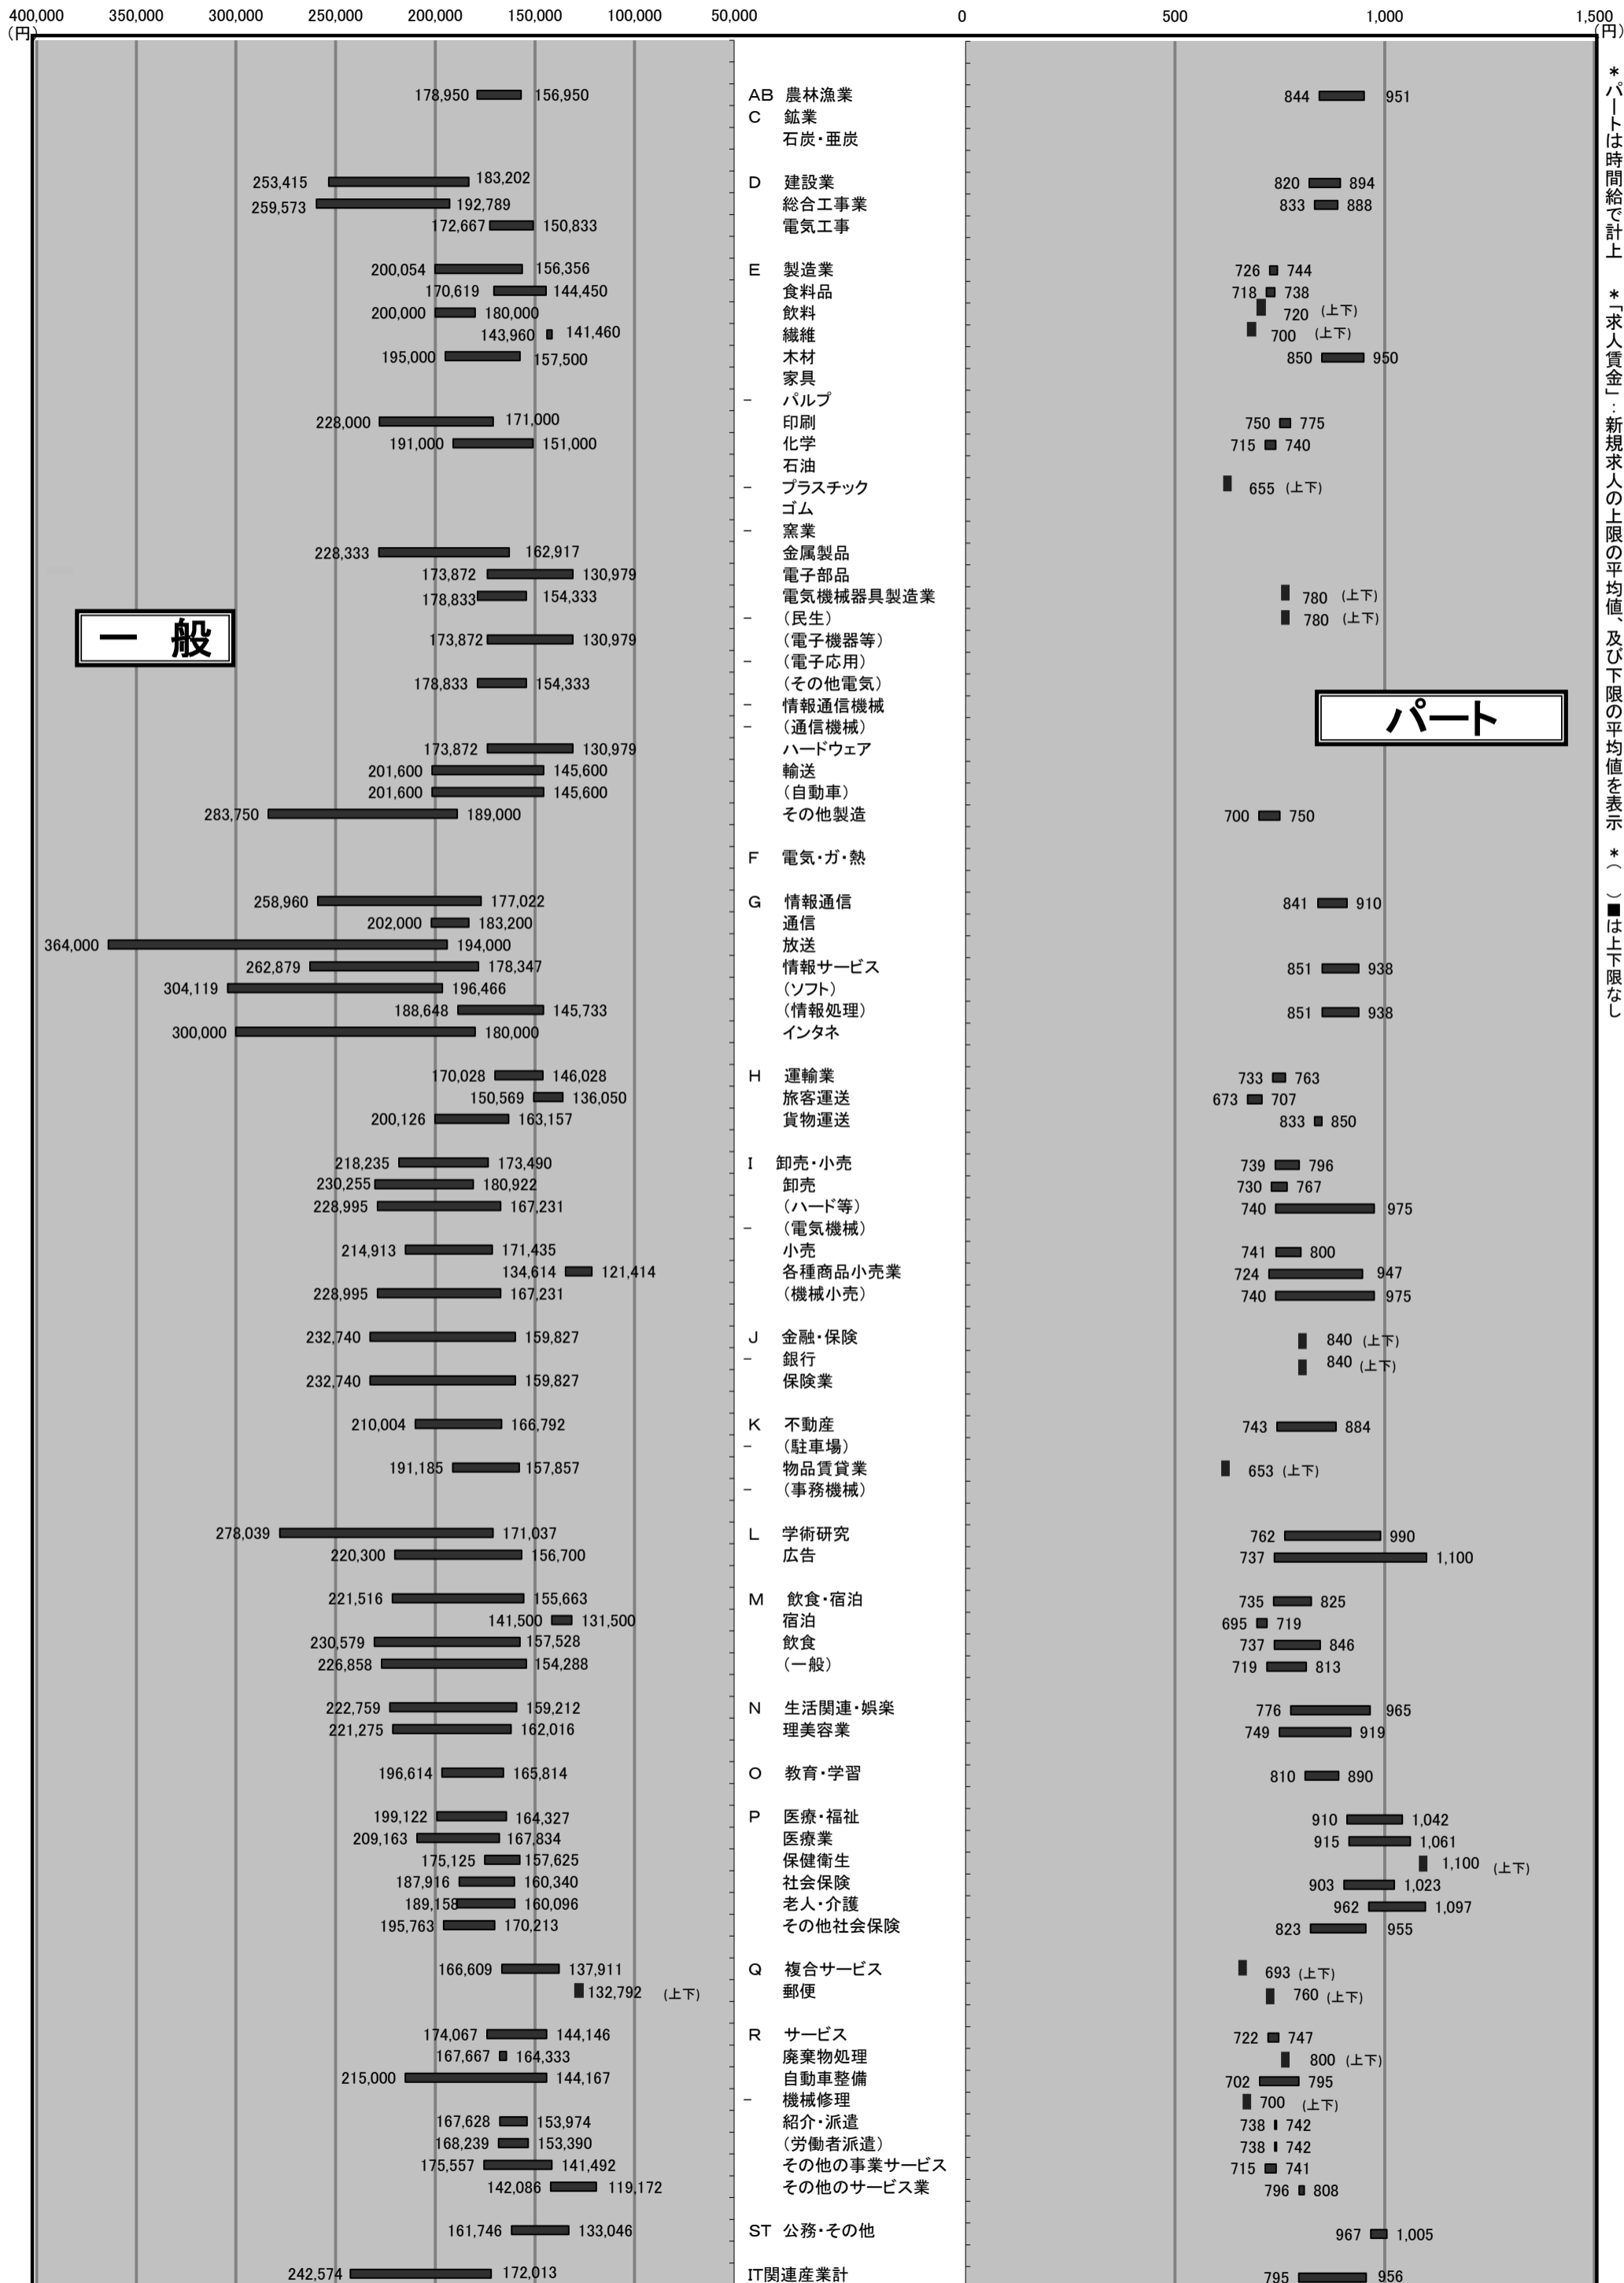 400,000 350,000 300,000 250,000 200,000 150,000 100,000 50,000 0 500 1,000 1,500
(円) (円)
178,950 156,950 AB 農林漁業 844 951
C 鉱業
石炭・亜炭
253,415 183,202 D 建設業 820 894
259,573 192,789 総合工事業 833 888
172,667 150,833 電気工事
200,054 156,356 E 製造業 726 744
170,619 144,450 食料品 718 738
200,000 180,000 飲料 720 (上下)
143,960 141,460 繊維 700 (上下)
195,000 157,500 木材 850 950
家具
- パルプ
228,000 171,000 印刷 750 775
191,000 151,000 化学 715 740
石油
- プラスチック 655 (上下)
ゴム
- 窯業
228,333 162,917 金属製品
173,872 130,979 電子部品
178,833 154,333 電気機械器具製造業 780 (上下)
- (民生) 780 (上下)
一 般
173,872 130,979 (電子機器等)
- (電子応用)
178,833 154,333 (その他電気)
- 情報通信機械
パート
- (通信機械)
173,872 130,979 ハードウェア
201,600 145,600 輸送
201,600 145,600 (自動車)
283,750 189,000 その他製造 700 750
F 電気・ガ・熱
258,960 177,022 G 情報通信 841 910
202,000 183,200 通信
364,000 194,000 放送
262,879 178,347 情報サービス 851 938
304,119 196,466 (ソフト)
188,648 145,733 (情報処理) 851 938
300,000 180,000 インタネ
170,028 146,028 H 運輸業 733 763
150,569 136,050 旅客運送 673 707
200,126 163,157 貨物運送 833 850
218,235 173,490 I 卸売・小売 739 796
230,255 180,922 卸売 730 767
228,995 167,231 (ハード等) 740 975
- (電気機械)
214,913 171,435 小売 741 800
134,614 121,414 各種商品小売業 724 947
228,995 167,231 (機械小売) 740 975
232,740 159,827 J 金融・保険 840 (上下)
- 銀行 840 (上下)
232,740 159,827 保険業
210,004 166,792 K 不動産 743 884
- (駐車場)
191,185 157,857 物品賃貸業 653 (上下)
- (事務機械)
278,039 171,037 L 学術研究 762 990
220,300 156,700 広告 737 1,100
221,516 155,663 M 飲食・宿泊 735 825
141,500 131,500 宿泊 695 719
230,579 157,528 飲食 737 846
226,858 154,288 (一般) 719 813
222,759 159,212 N 生活関連・娯楽 776 965
221,275 162,016 理美容業 749 919
196,614 165,814 O 教育・学習 810 890
199,122 164,327 P 医療・福祉 910 1,042
209,163 167,834 医療業 915 1,061
175,125 157,625 保健衛生 1,100 (上下)
187,916 160,340 社会保険 903 1,023
189,158 160,096 老人・介護 962 1,097
195,763 170,213 その他社会保険 823 955
166,609 137,911 Q 複合サービス 693 (上下)
132,792 (上下) 郵便 760 (上下)
174,067 144,146 R サービス 722 747
167,667 164,333 廃棄物処理 800 (上下)
215,000 144,167 自動車整備 702 795
- 機械修理 700 (上下)
167,628 153,974 紹介・派遣 738 742
168,239 153,390 (労働者派遣) 738 742
175,557 141,492 その他の事業サービス 715 741
142,086 119,172 その他のサービス業 796 808
161,746 133,046 ST 公務・その他 967 1,005
242,574 172,013 IT関連産業計 795 956
*パートは時間給で計上 *「求人賃金」:新規求人の上限の平均値、及び下限の平均値を表示 *( )■は上下限なし